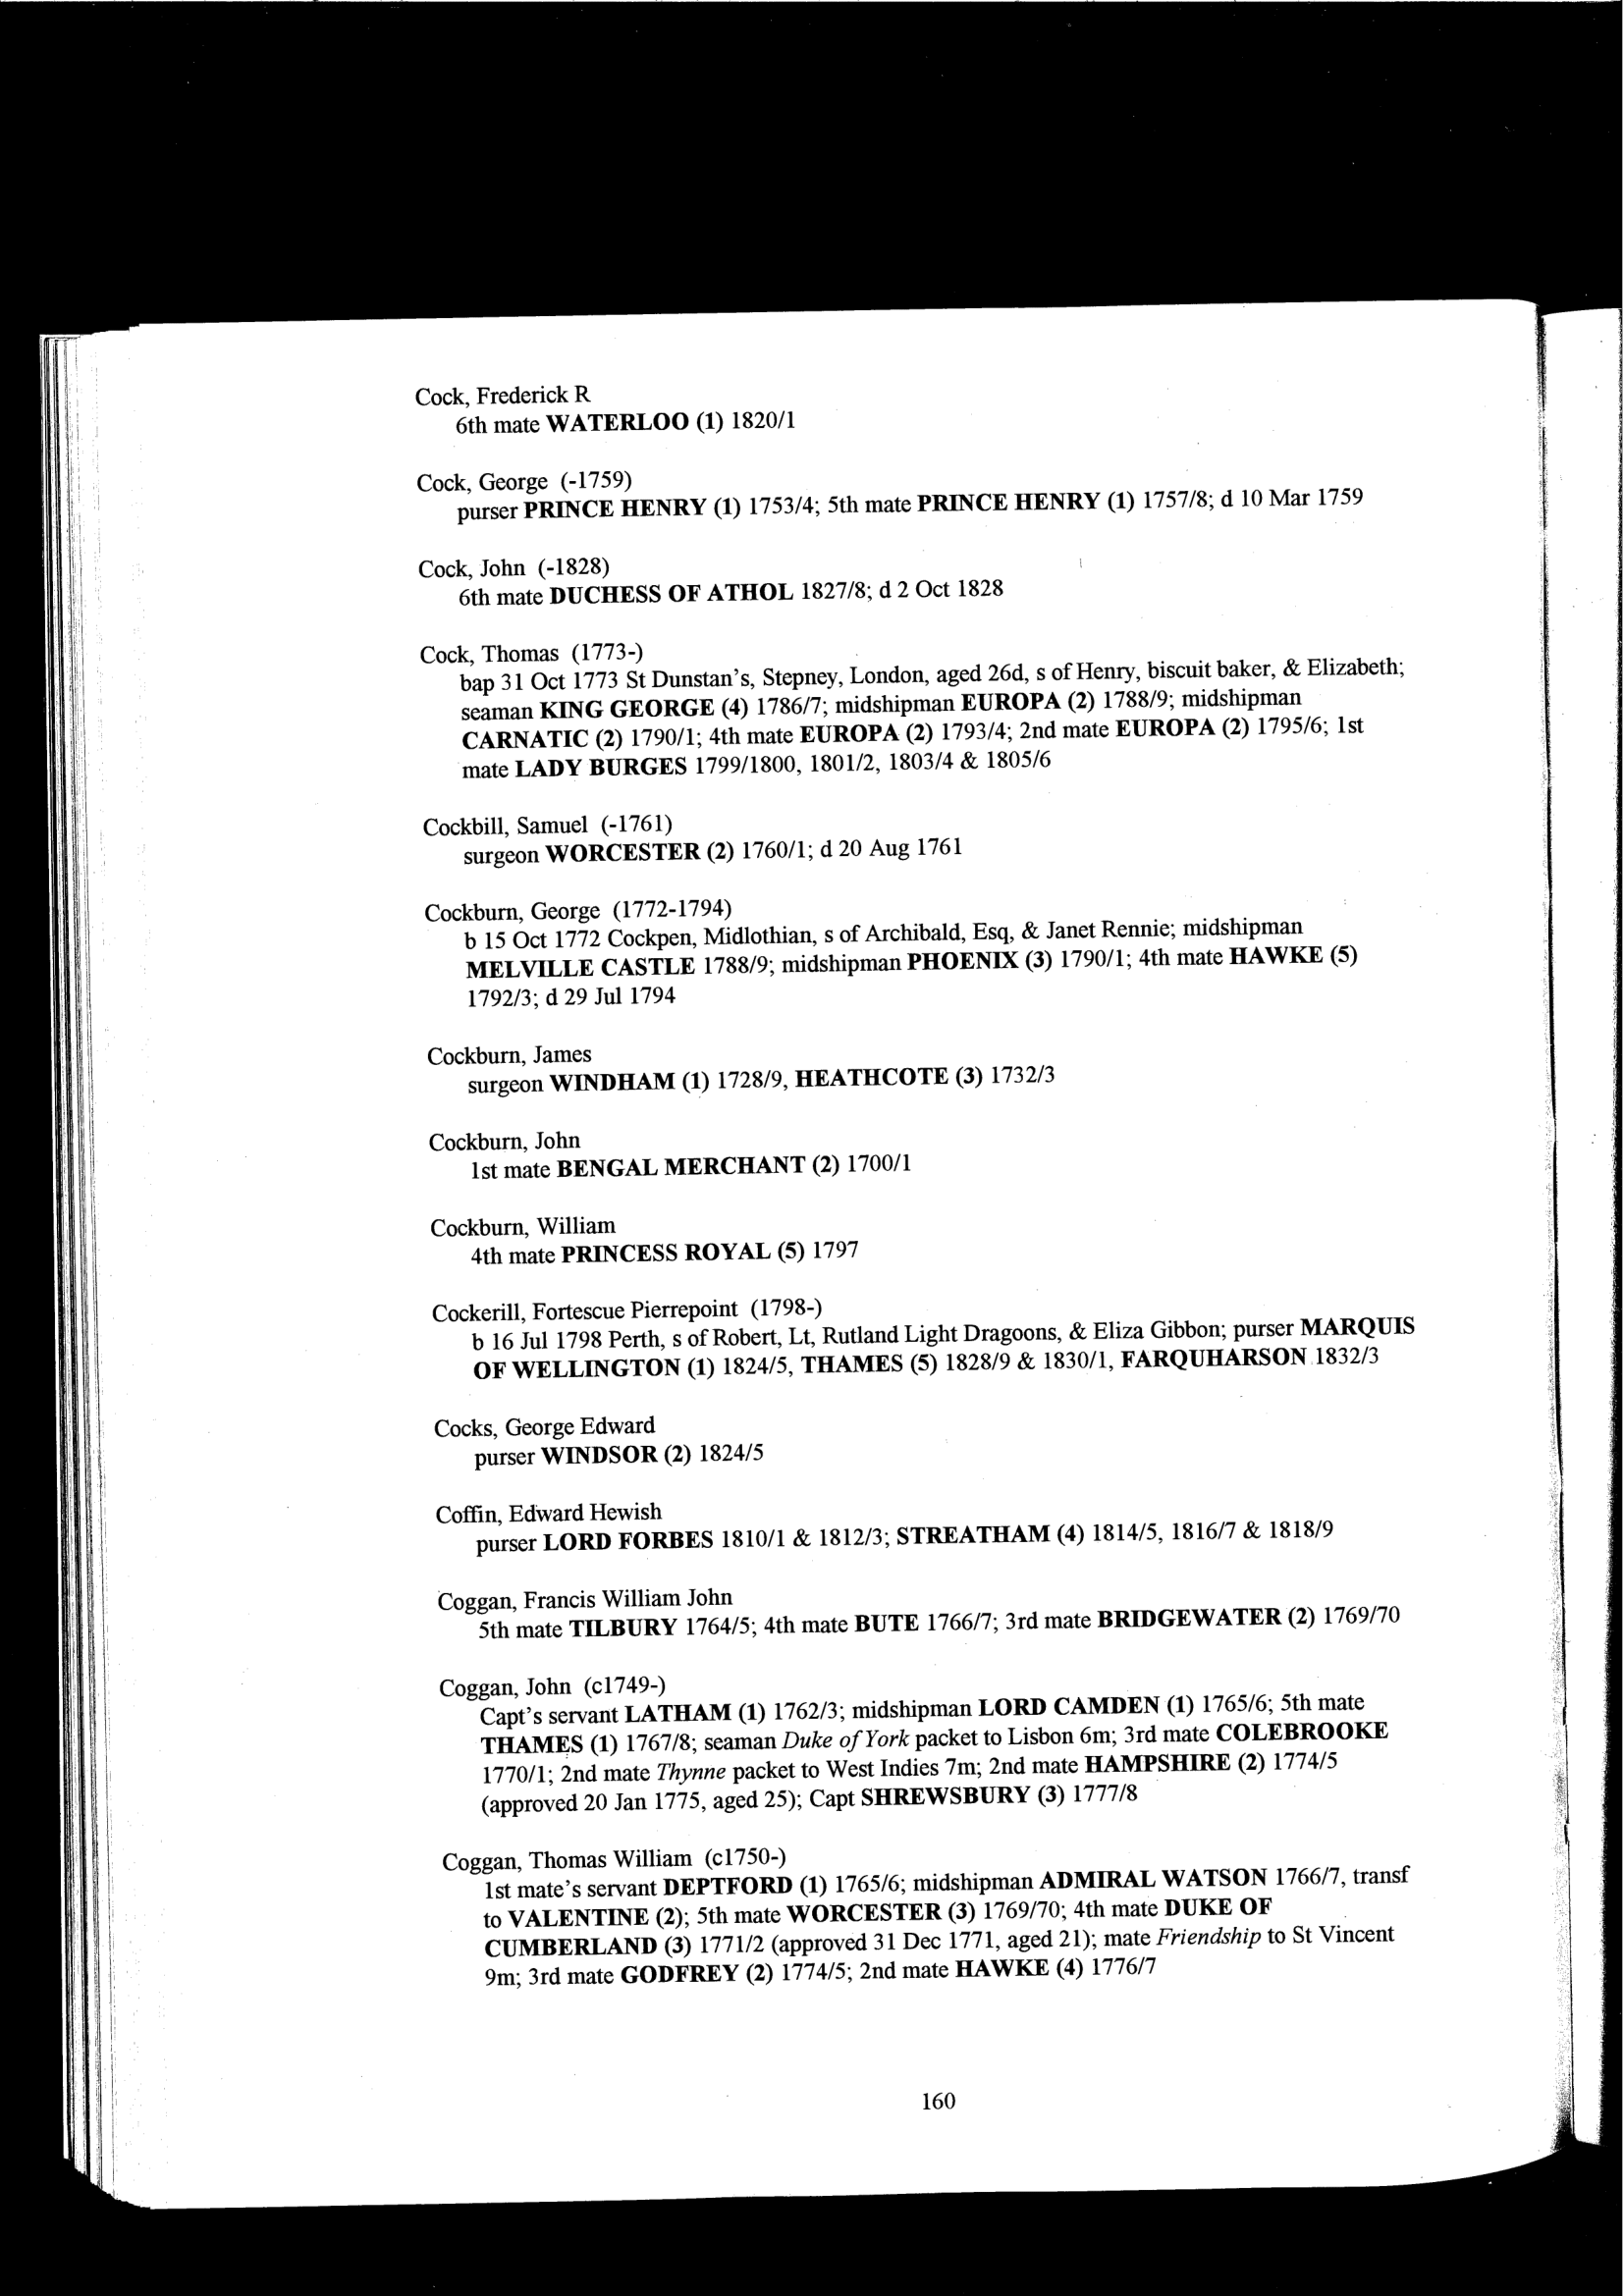 Cock, Frederick R
6th mate WATERLOO (1) 1820/1
Cock, George (-1759)
purser PRINCE HENRY (1) 1753/4; 5th mate PRINCE HENRY (1) 1757/8; d 10 Mar 1759
Cock, John (-1828)
6th mate DUCHESS OF ATHOL 1827/8; d 2 Oct 1828
Cock, Thomas (1773-)
bap 31 Oct 1773 St Dunstan's, Stepney, London, aged 26d, s of Henry, biscuit baker, & Elizabeth;
seaman KING GEORGE (4) 1786/7; midshipman EUROPA (2) 1788/9; midshipman
CARNATIC (2) 1790/1; 4th mate EUROPA (2) 1793/4; 2nd mate EUROPA (2) 1795/6; 1st
mate LADY BURGES 1799/1800, 1801/2, 1803/4 & 1805/6
Cockbill, Samuel (-1761)
surgeon WORCESTER (2) 1760/1; d 20 Aug 1761
Cockburn, George (1772-1794)
b 15 Oct 1772 Cockpen, Midlothian, s of Archibald, Esq, & Janet Rennie; midshipman
MELVILLE CASTLE 1788/9; midshipman PHOENIX (3) 1790/1; 4th mate HAWKE (5)
1792/3; d 29 Jul 1794
Cockburn, James
surgeon WINDHAM (1) 1728/9, HEATHCOTE (3) 1732/3
Cockburn, John
1st mate BENGAL MERCHANT (2) 1700/1
Cockburn, William
4th mate PRINCESS ROYAL (5) 1797
Cockerill, Fortescue Pierrepoint (1798-)
b 16 Jul 1798 Perth, s of Robert, Lt, Rutland Light Dragoons, & Eliza Gibbon; purser MARQUIS
OF WELLINGTON (1) 1824/5, THAMES (5) 1828/9 & 1830/1, FARQUHARSON 1832/3
Cocks, George Edward
purser WINDSOR (2) 1824/5
Coffin, Edward Hewish
purser LORD FORBES 1810/1 & 1812/3; STREATHAM (4) 1814/5, 1816/7 & 1818/9
Coggan, Francis William John
5th mate TILBURY 1764/5; 4th mate BUTE 1766/7; 3rd mate BRIDGEWATER (2) 1769/70
Coggan, John (c1749-)
Capt's servant LATHAM (1) 1762/3; midshipman LORD CAMDEN (1) 1765/6; 5th mate
THAMES (1) 1767/8; seaman Duke of York packet to Lisbon 6m; 3rd mate COLEBROOKE
1770/1; 2nd mate Thynne packet to West Indies 7m; 2nd mate HAMPSHIRE (2) 1774/5
(approved 20 Jan 1775, aged 25); Capt SHREWSBURY (3) 1777/8
Coggan, Thomas William (c1750-)
1st mate's servant DEPTFORD (1) 1765/6; midshipman ADMIRAL WATSON 1766/7, transf
to VALENTINE (2); 5th mate WORCESTER (3) 1769/70; 4th mate DUKE OF
CUMBERLAND (3) 1771/2 (approved 31 Dec 1771, aged 21); mate Friendship to St Vincent
9m; 3rd mate GODFREY (2) 1774/5; 2nd mate HAWKE (4) 1776/7
160